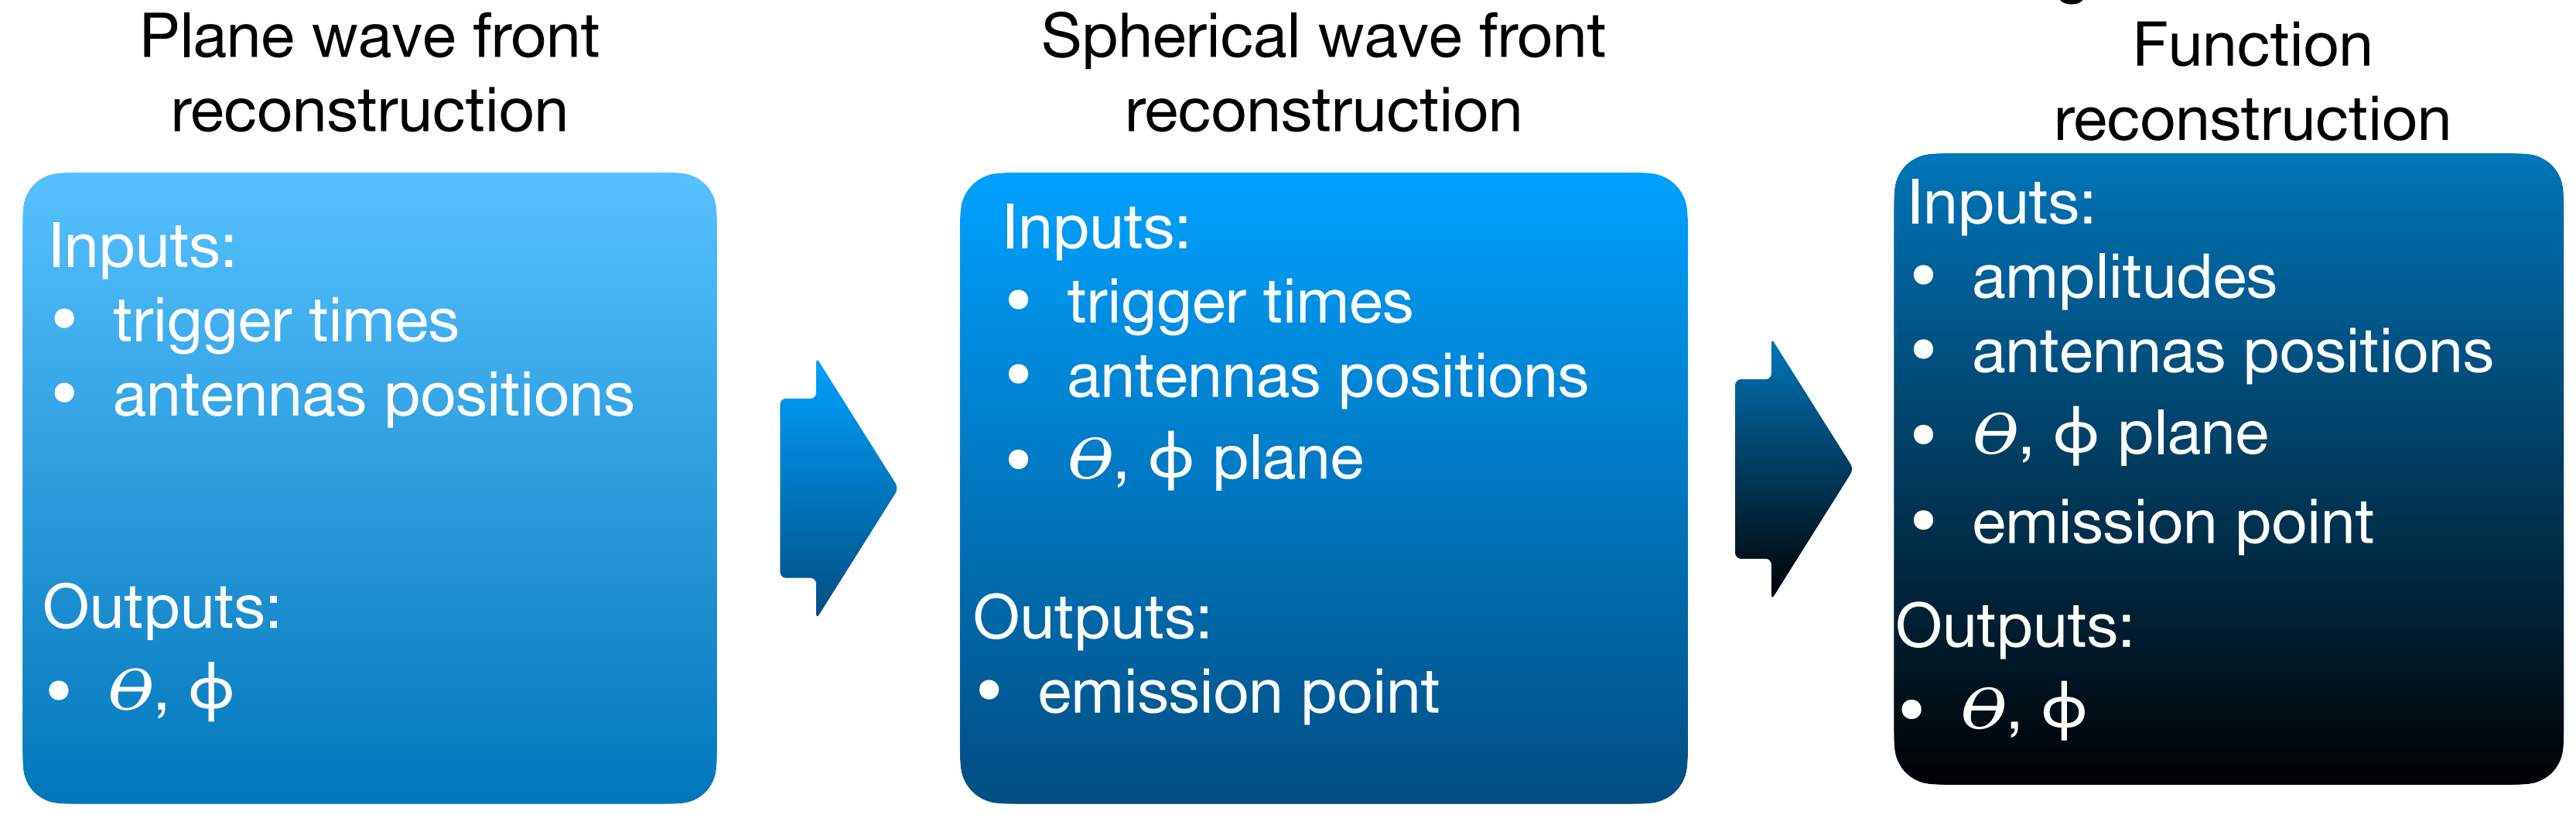 Plane wave front
reconstruction
Inputs:
• trigger times
• antennas positions
Outputs:
• ϴ, ϕ
Spherical wave front
reconstruction
Inputs:
• trigger times
• antennas positions
• ϴ, ϕ plane
Outputs:
• emission point
Function
reconstruction
Inputs:
• amplitudes
• antennas positions
• ϴ, ϕ plane
• emission point
Outputs:
• ϴ, ϕ